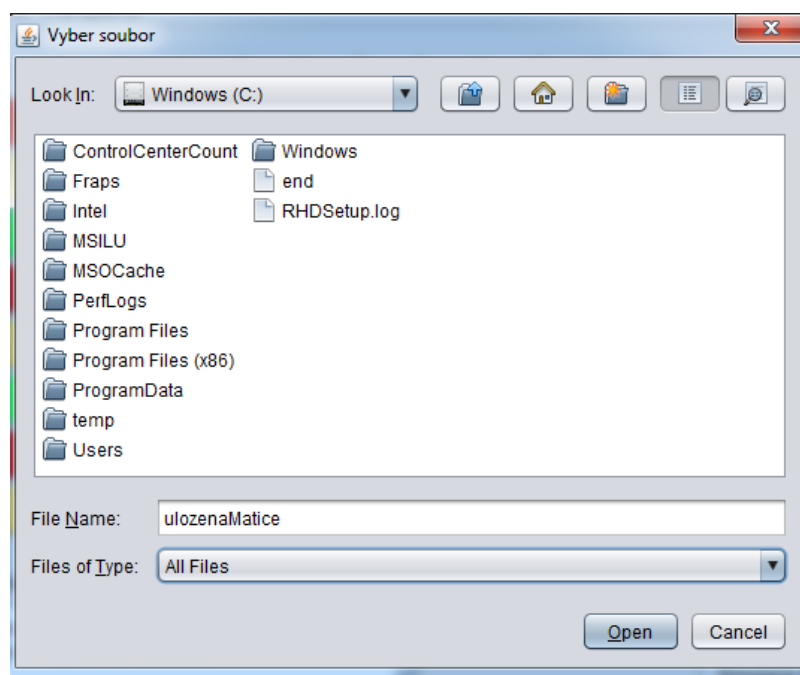 Vyber soubor
Look In: Windows (C:)
ControlCenterCount
Fraps
Intel
MSILU
MSOCache
PerfLogs
Program Files
Program Files (x86)
ProgramData
temp
Users
Windows
end
RHDSetup.log
File Name: ulozenaMatice
Files of Type: All Files
Open Cancel